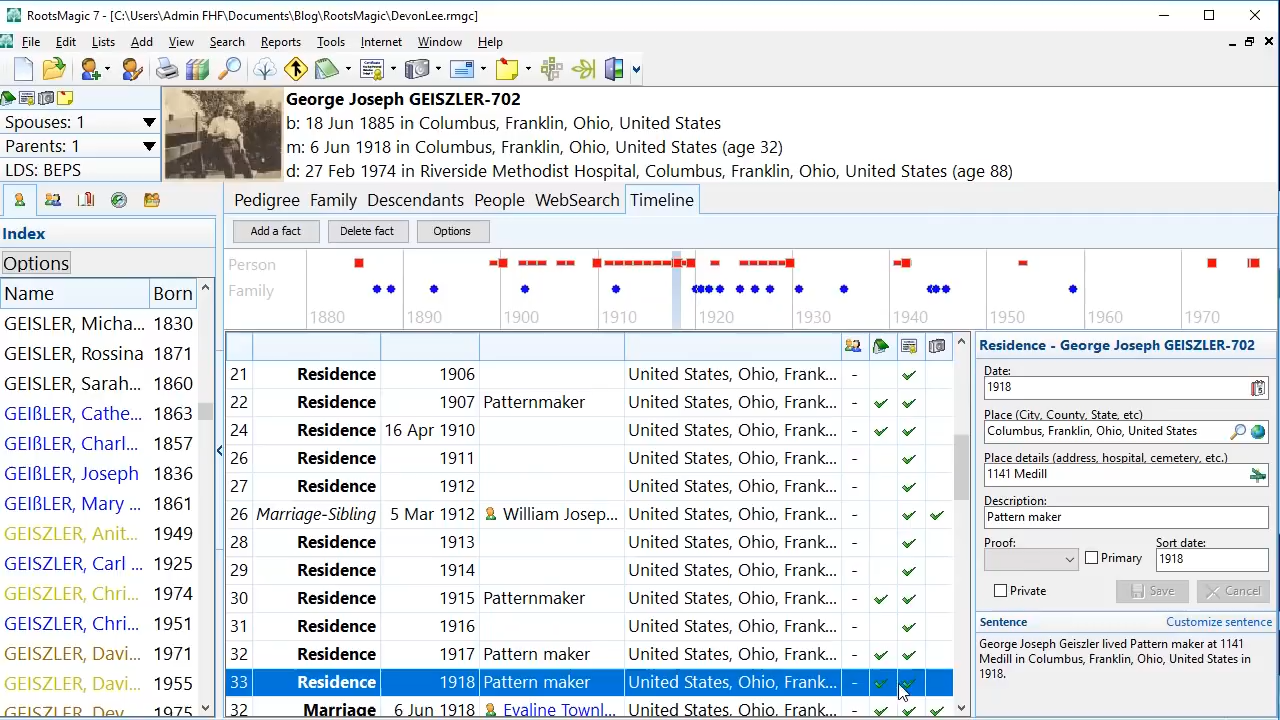 RootsMagic 7 - [C:\Users\Admin FHF\Documents\Blog\RootsMagic\DevonLee.rmgc]
File Edit Lists Add View Search Reports Tools Internet Window Help
Spouses: 1
Parents: 1
LDS: BEPS
George Joseph GEISZLER-702
b: 18 Jun 1885 in Columbus, Franklin, Ohio, United States
m: 6 Jun 1918 in Columbus, Franklin, Ohio, United States (age 32)
d: 27 Feb 1974 in Riverside Methodist Hospital, Columbus, Franklin, Ohio, United States (age 88)
Index
Options
Name Born
GEISLER, Micha... 1830
GEISSLER, Rossina 1871
GEISSLER, Sarah... 1860
GEIßLER, Cathe... 1863
GEIßLER, Charl... 1857
GEIßLER, Joseph 1836
GEIßLER, Mary ... 1861
GEISZLER, Anit... 1949
GEISZLER, Carl ... 1925
GEISZLER, Chri... 1974
GEISZLER, Chri... 1951
GEISZLER, Davi... 1971
GEISZLER, Davi... 1955
GEISZLER, Dev... 1975
Pedigree Family Descendants People WebSearch Timeline
Add a fact Delete fact Options
Person
Family
1880 1890 1900 1910 1920 1930 1940 1950 1960 1970
21 Residence 1906 United States, Ohio, Frank... -
22 Residence 1907 Patternmaker United States, Ohio, Frank... -
24 Residence 16 Apr 1910 United States, Ohio, Frank... -
26 Residence 1911 United States, Ohio, Frank... -
27 Residence 1912 United States, Ohio, Frank... -
26 Marriage-Sibling 5 Mar 1912 William Josep... United States, Ohio, Frank... -
28 Residence 1913 United States, Ohio, Frank... -
29 Residence 1914 United States, Ohio, Frank... -
30 Residence 1915 Patternmaker United States, Ohio, Frank... -
31 Residence 1916 United States, Ohio, Frank... -
32 Residence 1917 Pattern maker United States, Ohio, Frank... -
33 Residence 1918 Pattern maker United States, Ohio, Frank... -
32 Marriage 6 Jun 1918 Evaline Townl... United States, Ohio, Frank... -
Residence - George Joseph GEISZLER-702
Date:
1918
Place (City, County, State, etc)
Columbus, Franklin, Ohio, United States
Place details (address, hospital, cemetery, etc.)
1141 Medill
Description:
Pattern maker
Proof: Primary Sort date:
1918
Private Save Cancel
Sentence Customize sentence
George Joseph Geiszler lived Pattern maker at 1141
Medill in Columbus, Franklin, Ohio, United States in
1918.